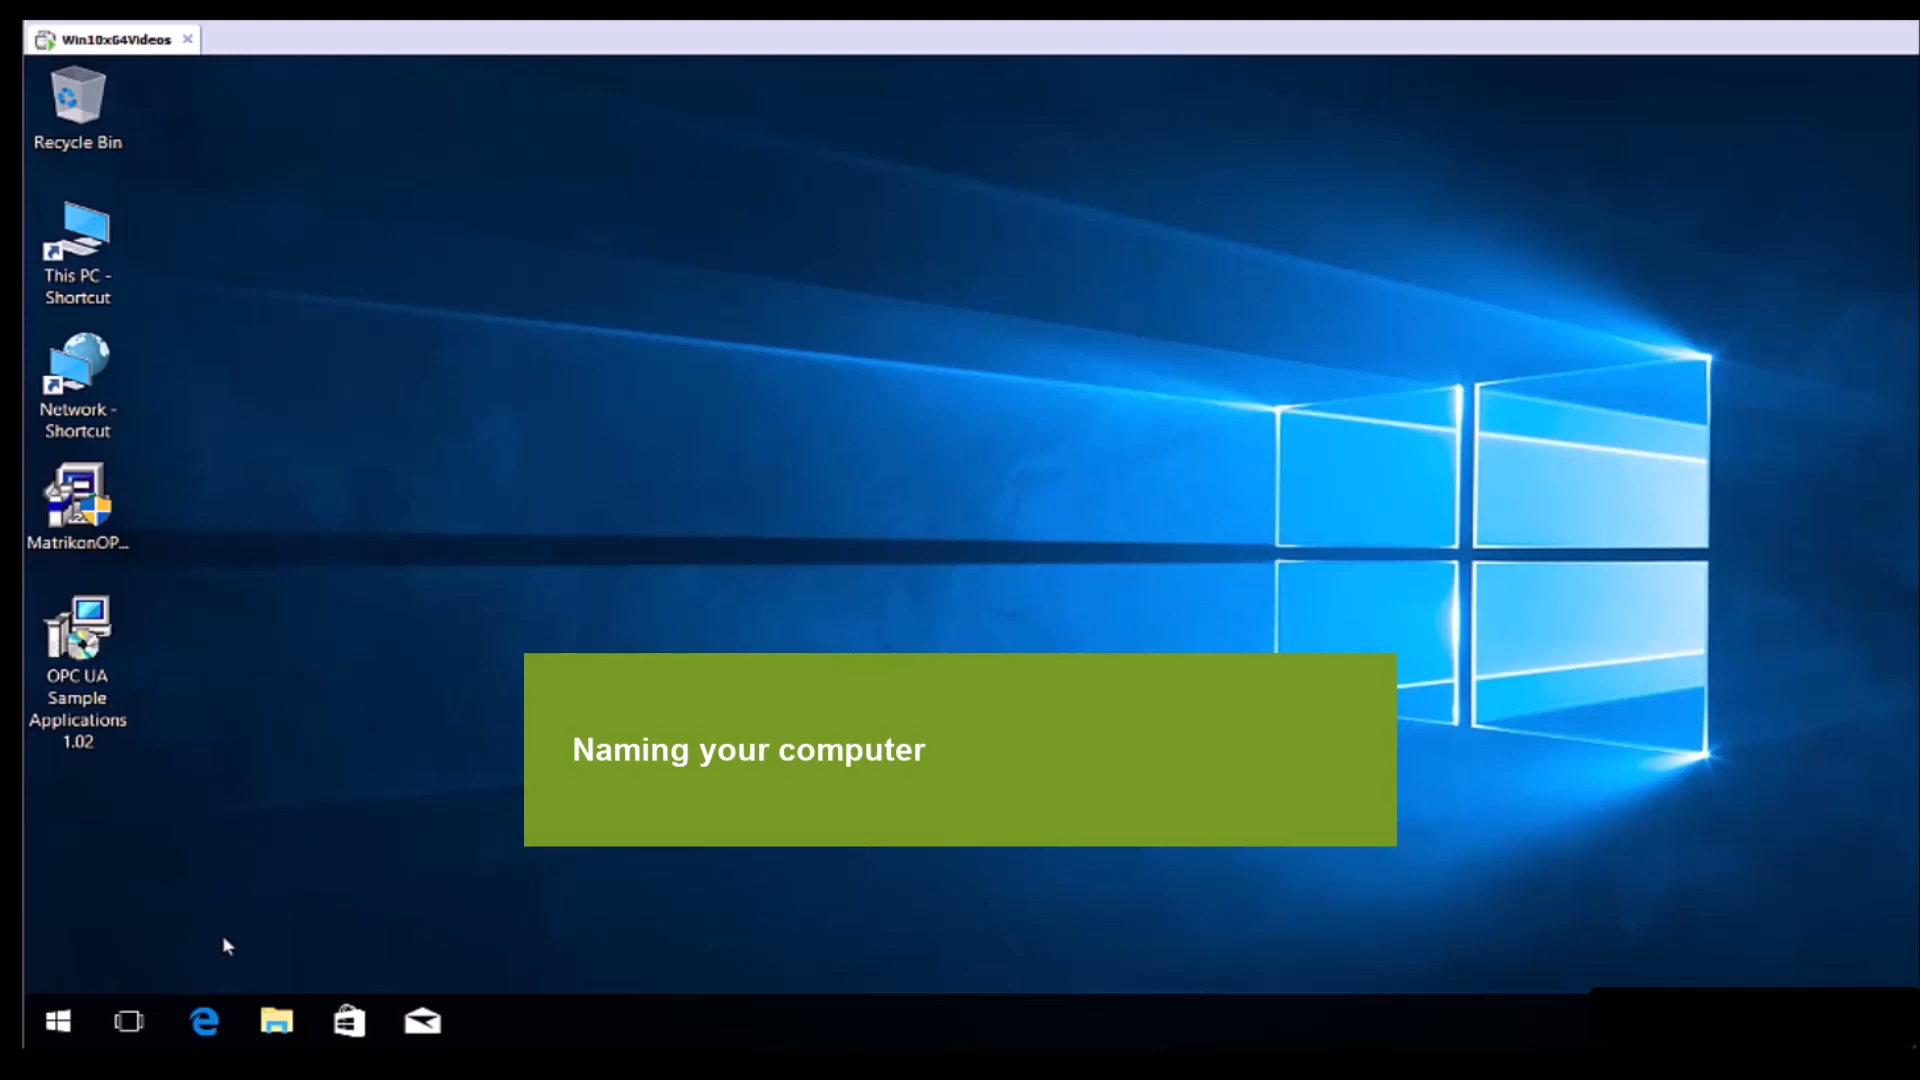 Win10x64Videos
Recycle Bin
This PC -
Shortcut
Network -
Shortcut
MatrikonOP...
OPC UA
Sample
Applications
1.02
Naming your computer